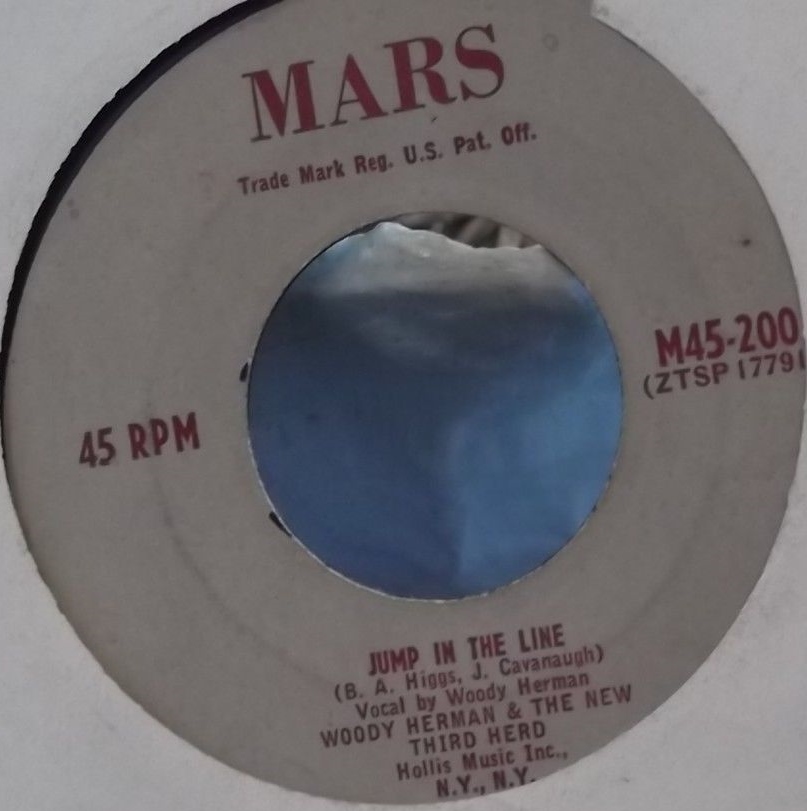 MARS
Trade Mark Reg. U.S. Pat. Off.
45 RPM
M45-200
(ZTSP 17791
JUMP IN THE LINE
(B. A. Higgs, J. Cavanaugh)
Vocal by Woody Herman
WOODY HERMAN & THE NEW
THIRD HERD
Hollis Music Inc.,
N.Y., N.Y.